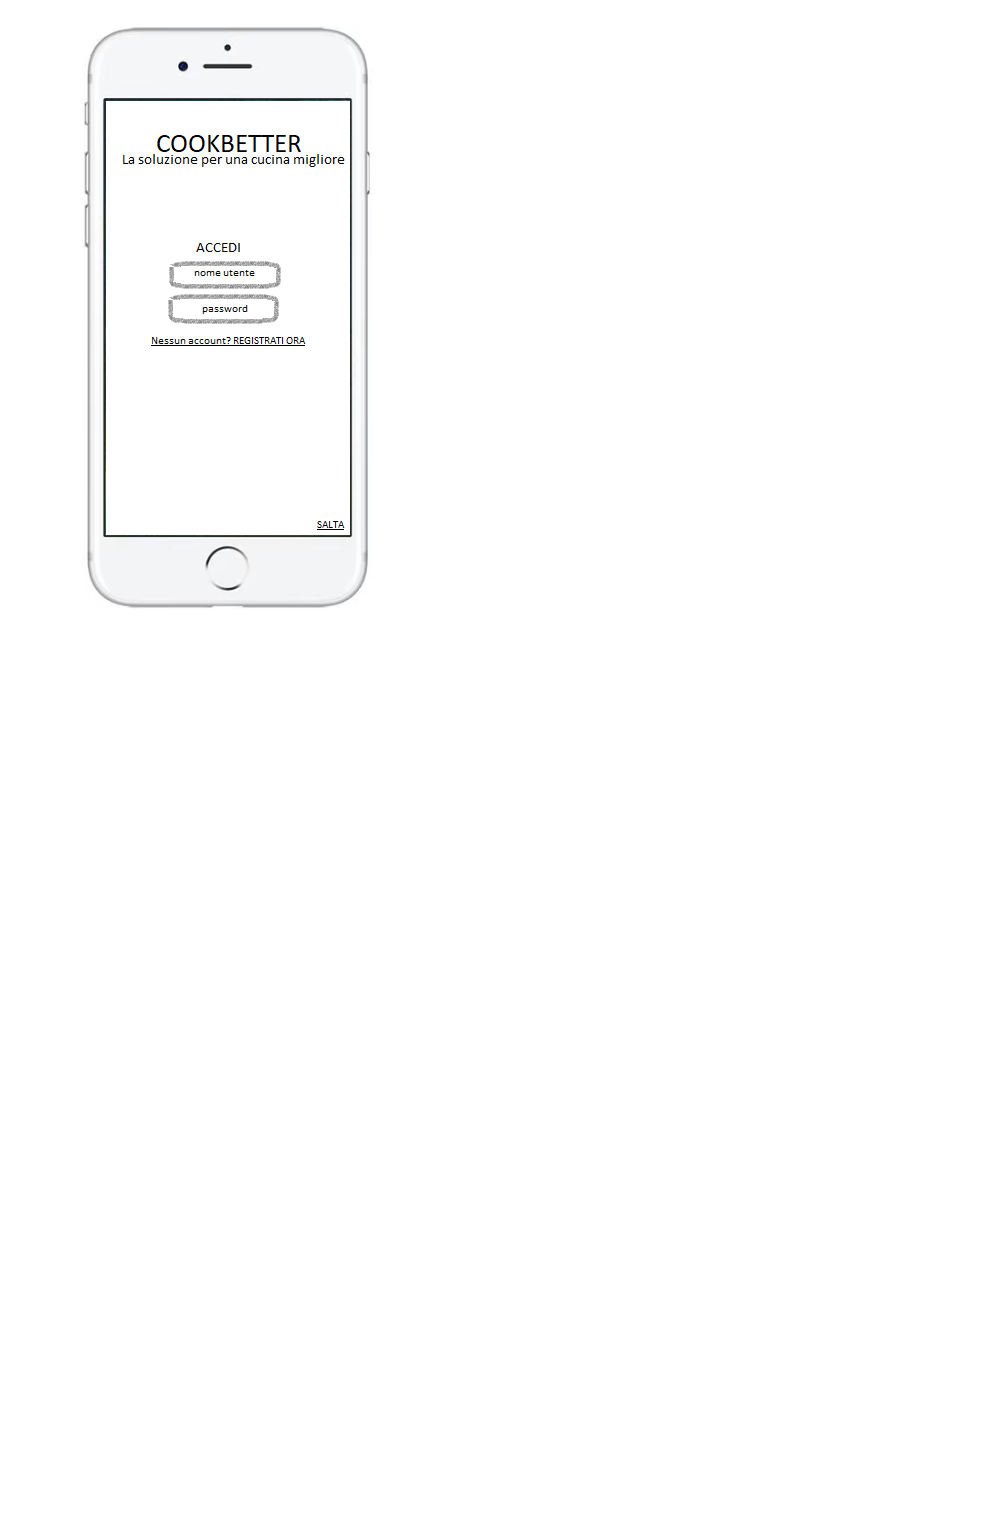 COOKBETTER
La soluzione per una cucina migliore
ACCEDI
nome utente
password
Nessun account? REGISTRATI ORA
SALTA